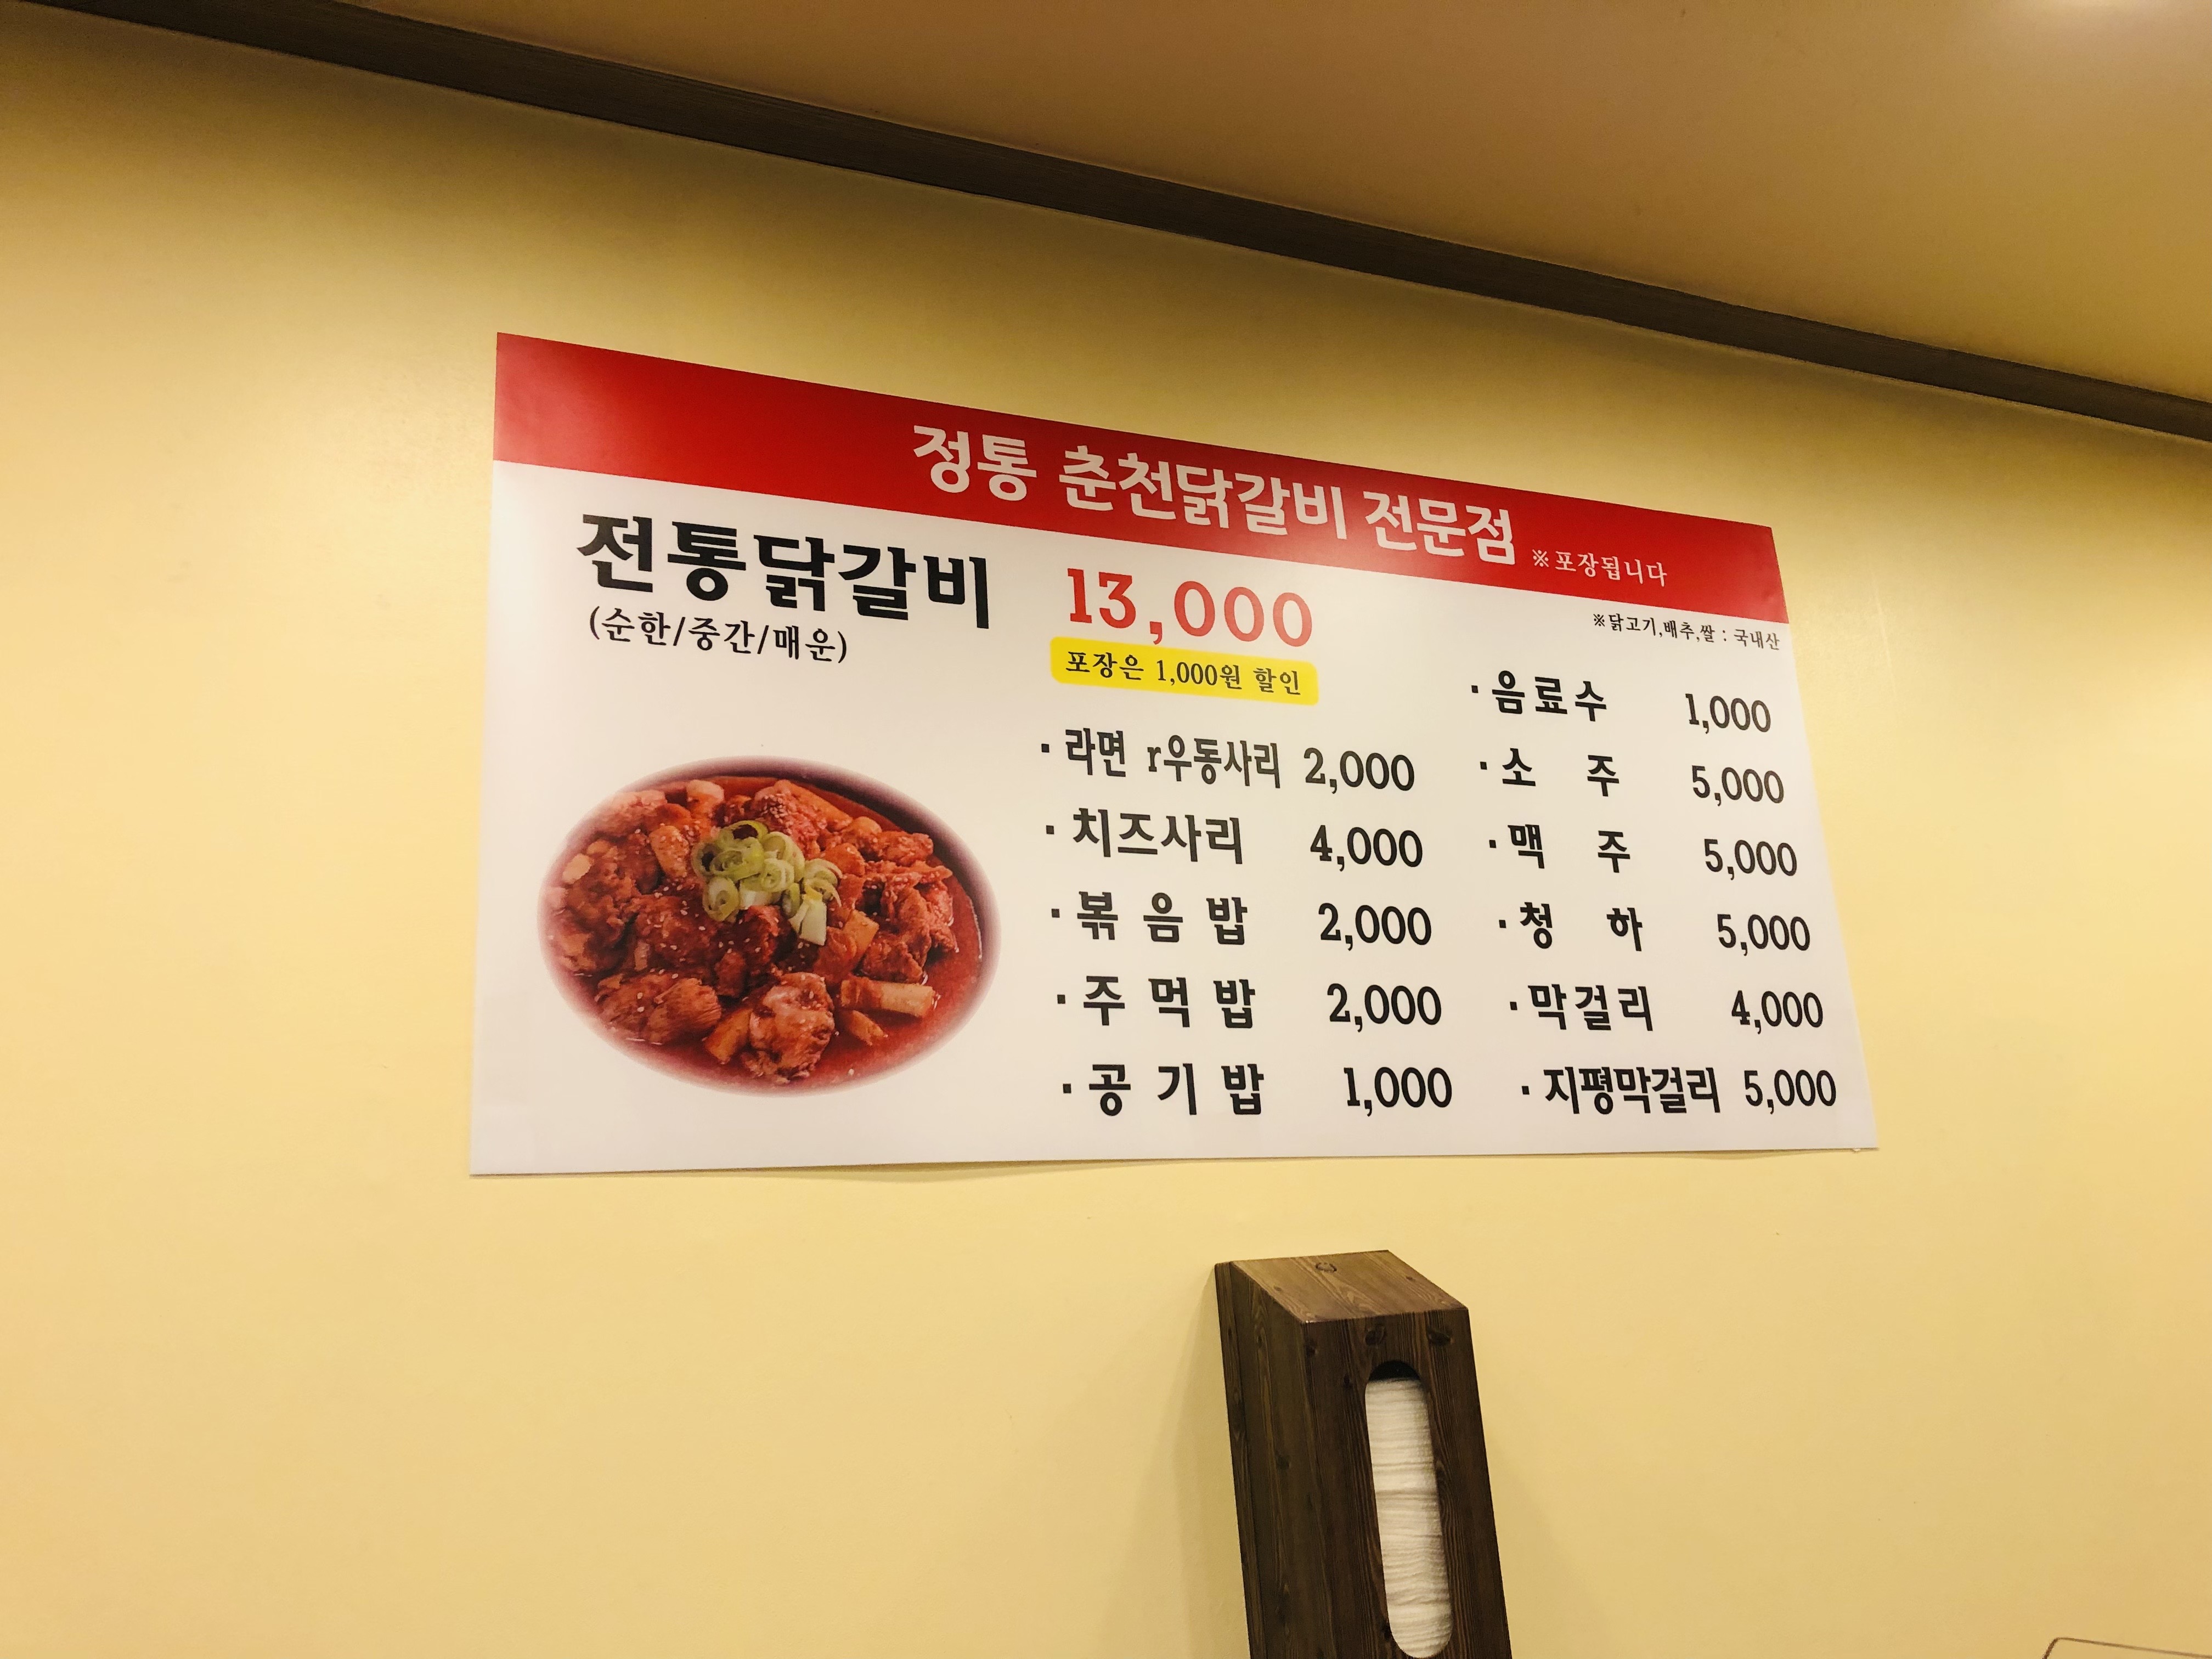 정통 춘천닭갈비 전문점 ※포장됩니다
전통닭갈비 13,000
(순한/중간/매운)
포장은 1,000원 할인
※닭고기,배추,쌀 : 국내산
· 라면 r우동사리 2,000
· 치즈사리 4,000
· 볶음밥 2,000
· 주먹밥 2,000
· 공기밥 1,000
· 음료수 1,000
· 소주 5,000
· 맥주 5,000
· 청하 5,000
· 막걸리 4,000
· 지평막걸리 5,000